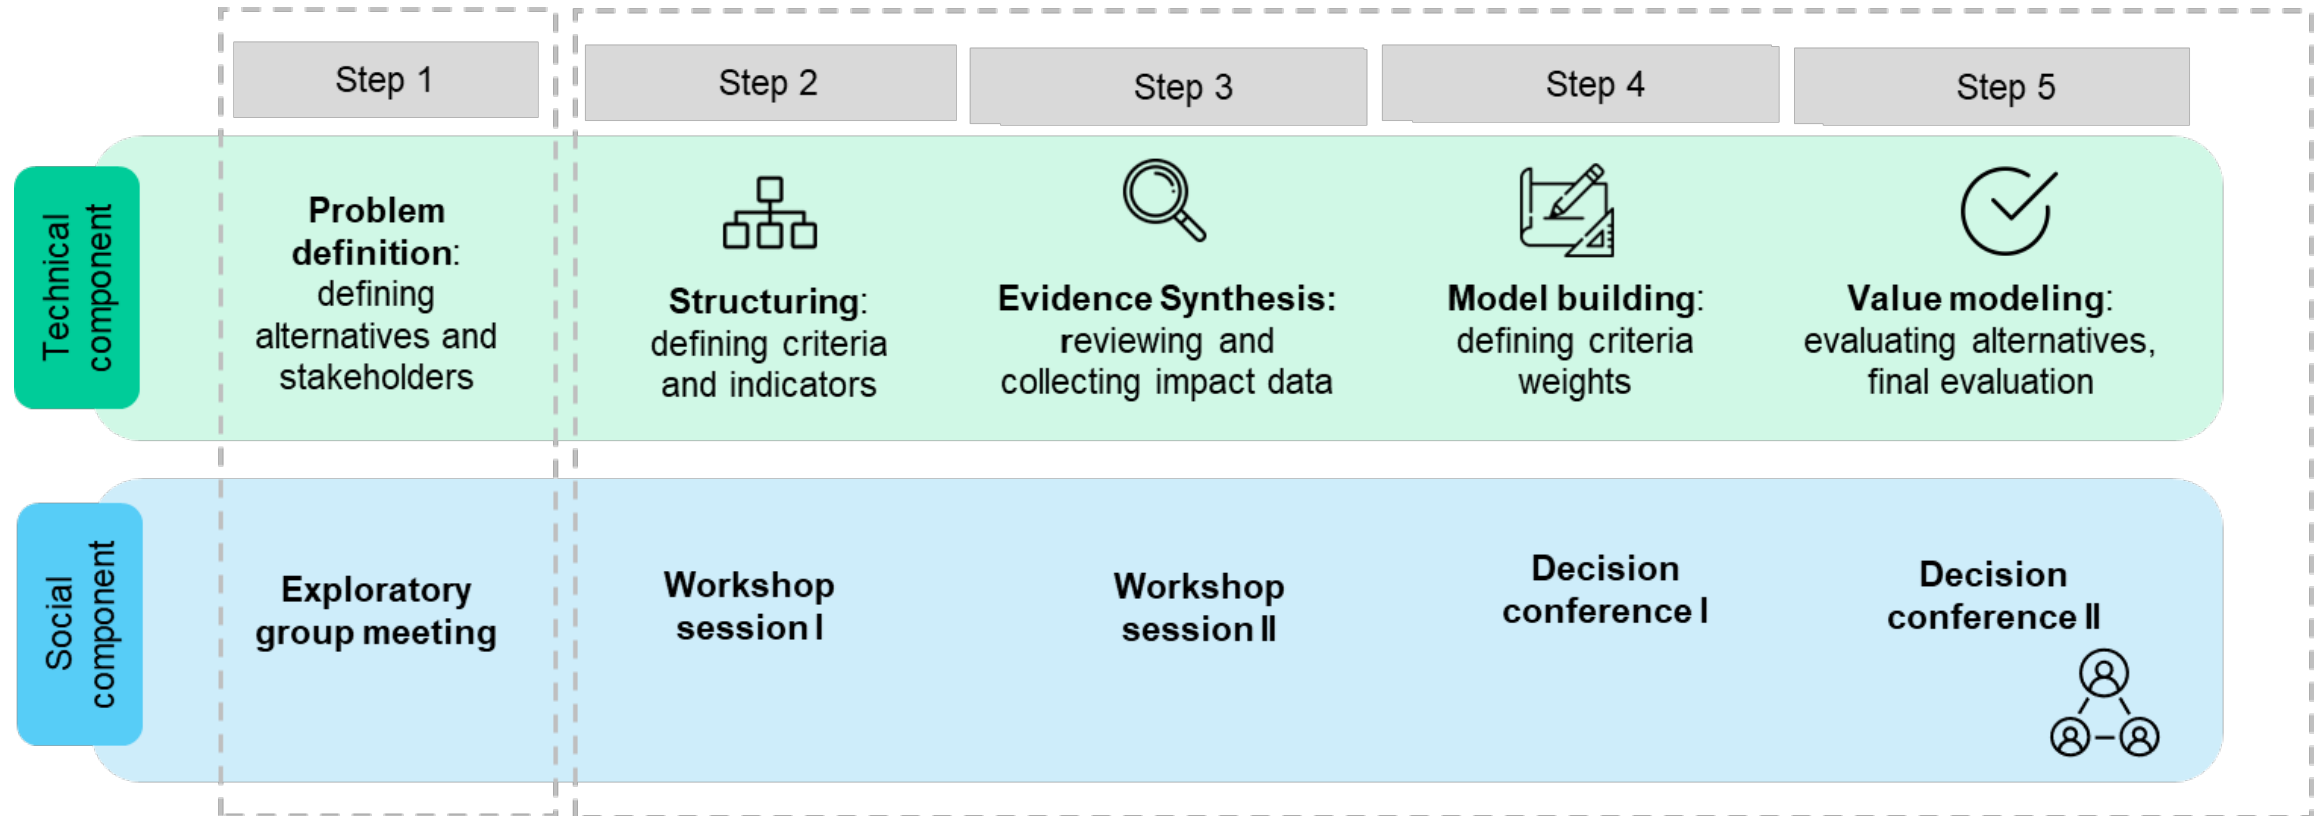 Step 1
Step 2
Step 3
Step 4
Step 5
Technical
component
Problem
definition:
defining
alternatives and
stakeholders
Structuring:
defining criteria
and indicators
Evidence Synthesis:
reviewing and
collecting impact data
Model building:
defining criteria
weights
Value modeling:
evaluating alternatives,
final evaluation
Social
component
Exploratory
group meeting
Workshop
session I
Workshop
session II
Decision
conference I
Decision
conference II